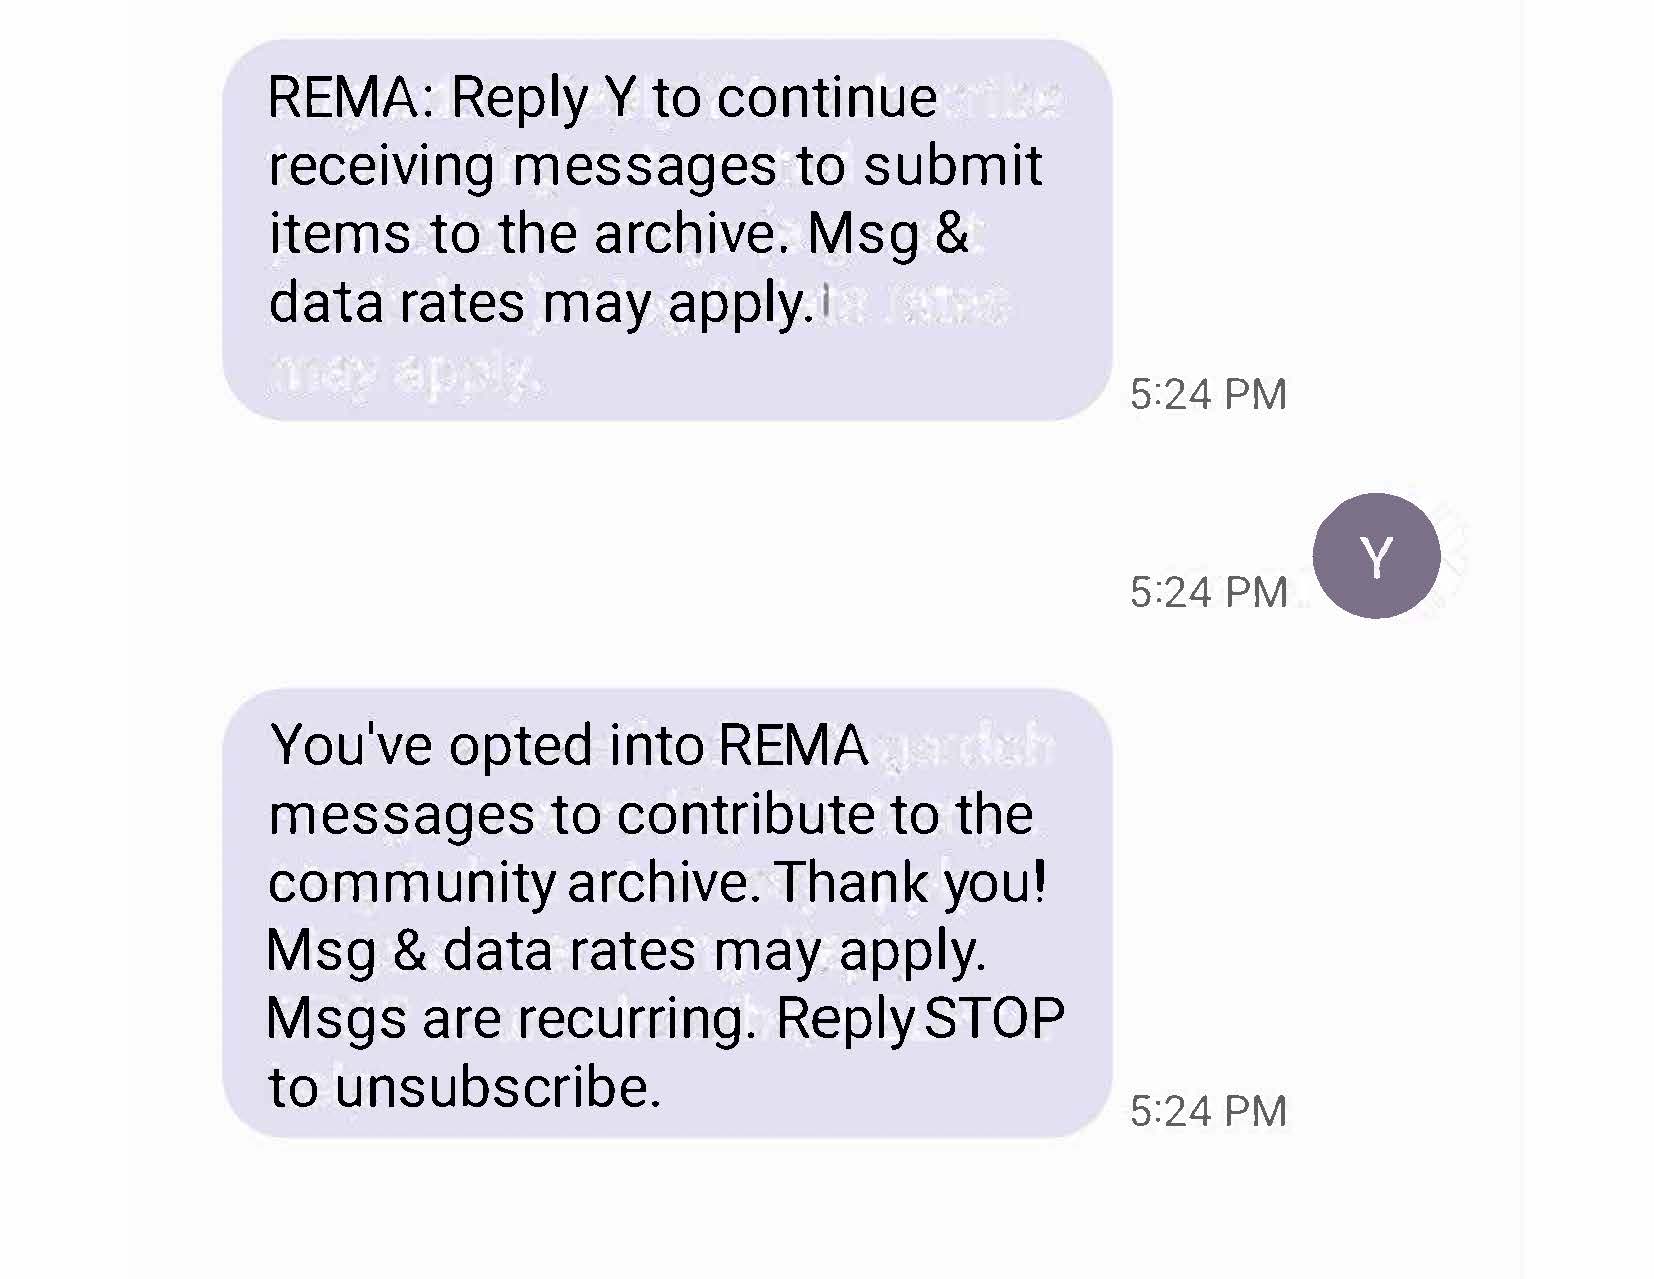 REMA: Reply Y to continue
receiving messages to submit
items to the archive. Msg &
data rates may apply.
5:24 PM
Y
5:24 PM
You've opted into REMA
messages to contribute to the
community archive. Thank you!
Msg & data rates may apply.
Msgs are recurring. Reply STOP
to unsubscribe.
5:24 PM